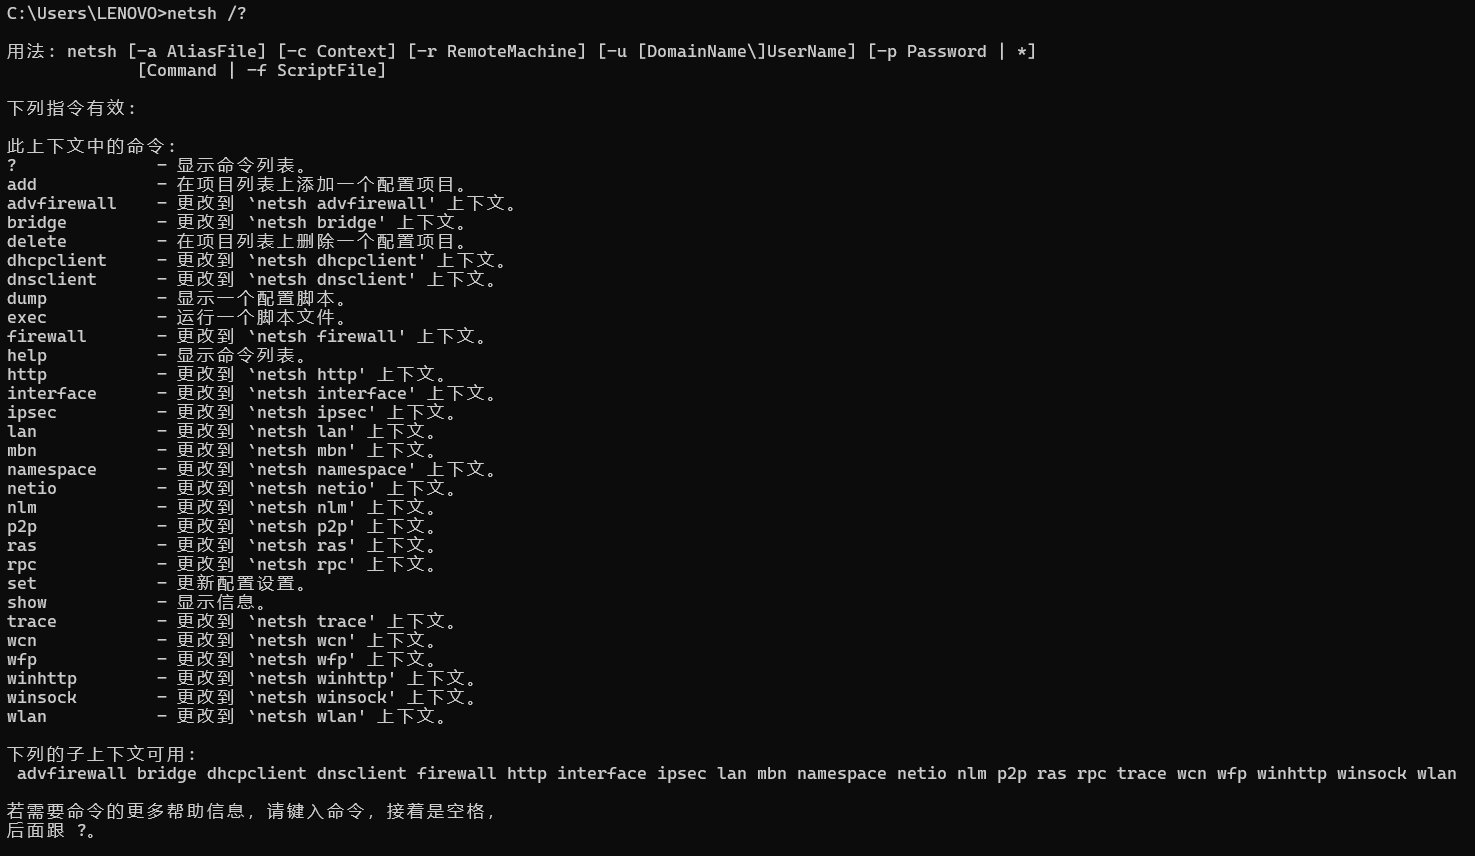 C:\Users\LENOVO>netsh /?
用法: netsh [-a AliasFile] [-c Context] [-r RemoteMachine] [-u [DomainName\]UserName] [-p Password | *]
[Command | -f ScriptFile]
下列指令有效:
此上下文中的命令:
? - 显示命令列表。
add - 在项目列表上添加一个配置项目。
advfirewall - 更改到 `netsh advfirewall' 上下文。
bridge - 更改到 `netsh bridge' 上下文。
delete - 在项目列表上删除一个配置项目。
dhcpclient - 更改到 `netsh dhcpclient' 上下文。
dnsclient - 更改到 `netsh dnsclient' 上下文。
dump - 显示一个配置脚本。
exec - 运行一个脚本文件。
firewall - 更改到 `netsh firewall' 上下文。
help - 显示命令列表。
http - 更改到 `netsh http' 上下文。
interface - 更改到 `netsh interface' 上下文。
ipsec - 更改到 `netsh ipsec' 上下文。
lan - 更改到 `netsh lan' 上下文。
mbn - 更改到 `netsh mbn' 上下文。
namespace - 更改到 `netsh namespace' 上下文。
netio - 更改到 `netsh netio' 上下文。
nlm - 更改到 `netsh nlm' 上下文。
p2p - 更改到 `netsh p2p' 上下文。
ras - 更改到 `netsh ras' 上下文。
rpc - 更改到 `netsh rpc' 上下文。
set - 更新配置设置。
show - 显示信息。
trace - 更改到 `netsh trace' 上下文。
wcn - 更改到 `netsh wcn' 上下文。
wfp - 更改到 `netsh wfp' 上下文。
winhttp - 更改到 `netsh winhttp' 上下文。
winsock - 更改到 `netsh winsock' 上下文。
wlan - 更改到 `netsh wlan' 上下文。
下列的子上下文可用:
advfirewall bridge dhcpclient dnsclient firewall http interface ipsec lan mbn namespace netio nlm p2p ras rpc trace wcn wfp winhttp winsock wlan
若需要命令的更多帮助信息，请键入命令，接着是空格，
后面跟 ?。